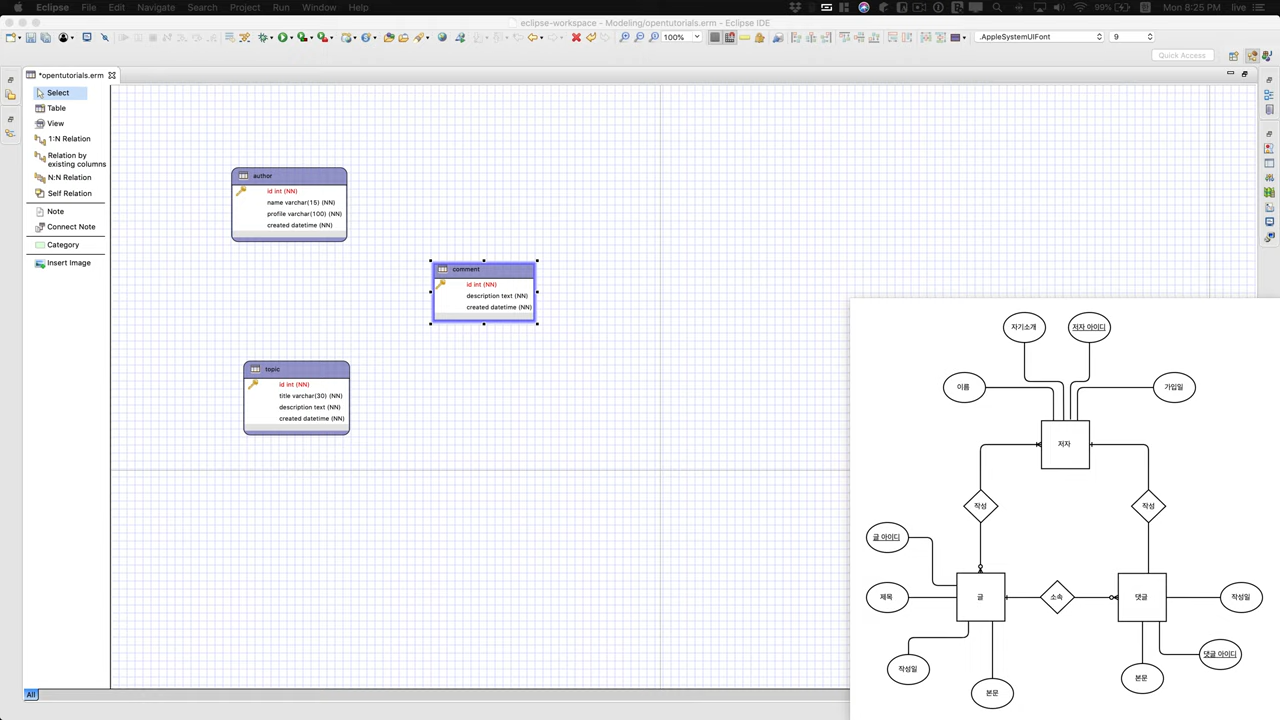 Eclipse File Edit Navigate Search Project Run Window Help
99% Mon 8:25 PM live
eclipse-workspace - Modeling/opentutorials.erm - Eclipse IDE
100% .AppleSystemUIFont 9
Quick Access
*opentutorials.erm
Select
Table
View
1:N Relation
Relation by
existing columns
N:N Relation
Self Relation
Note
Connect Note
Category
Insert Image
author
id int (NN)
name varchar(15) (NN)
profile varchar(100) (NN)
created datetime (NN)
comment
id int (NN)
description text (NN)
created datetime (NN)
topic
id int (NN)
title varchar(30) (NN)
description text (NN)
created datetime (NN)
자기소개
저자 아이디
이름
가입일
저자
작성
작성
글 아이디
제목
글
소속
댓글
작성일
작성일
본문
본문
댓글 아이디
All